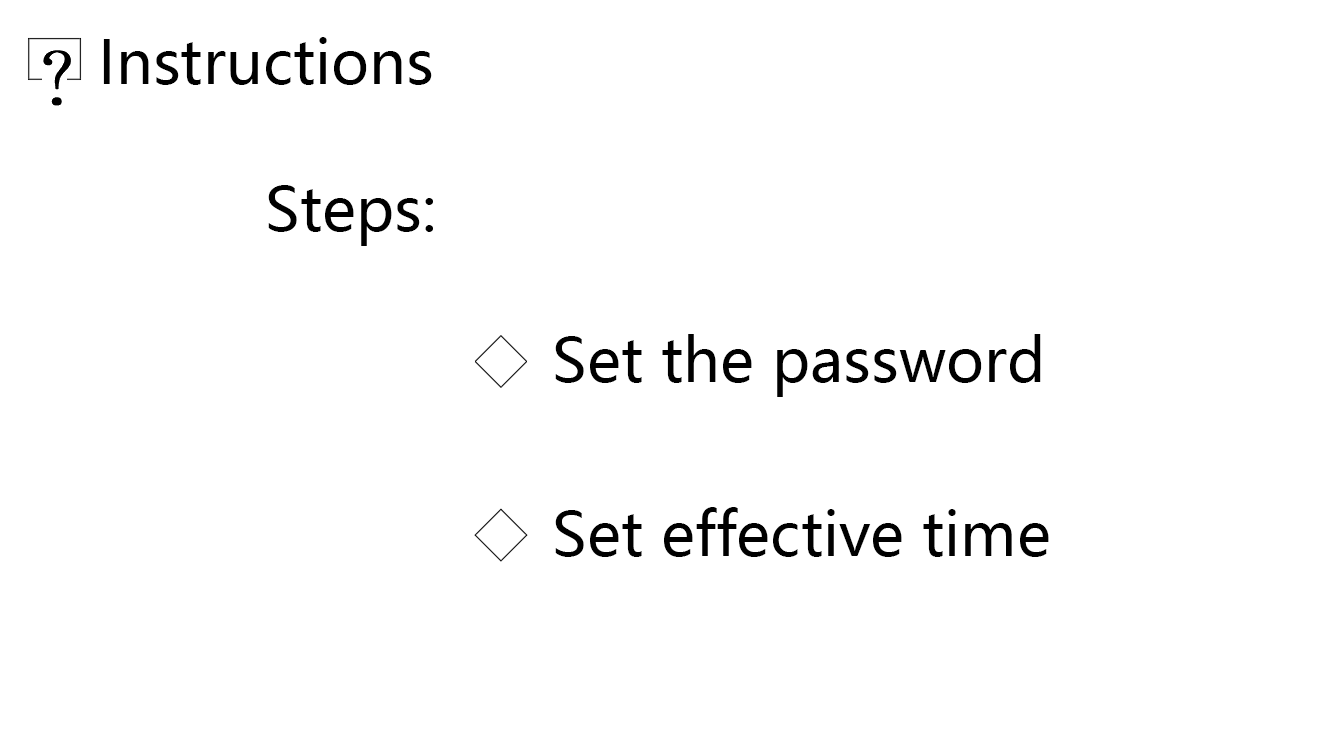 ? Instructions
Steps:
◇ Set the password
◇ Set effective time